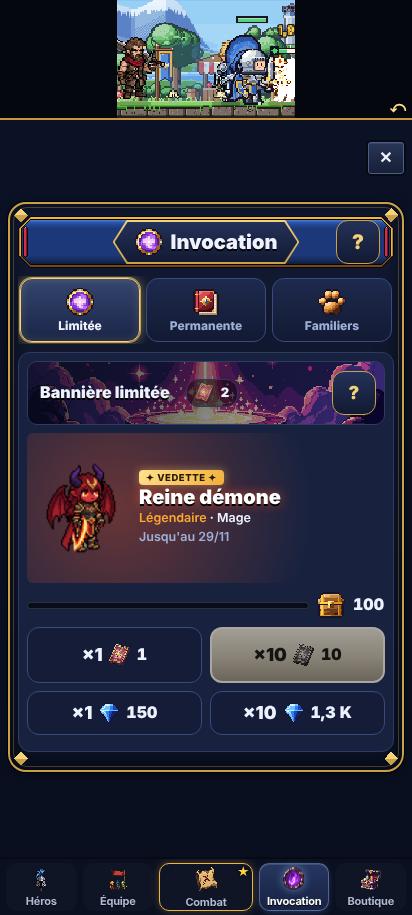 ×
Invocation
?
Limitée
Permanente
Familiers
Bannière limitée
2
?
✦ VEDETTE ✦
Reine démone
Légendaire · Mage
Jusqu'au 29/11
100
×1 1
×10 10
×1 150
×10 1,3 K
Héros
Équipe
Combat
Invocation
Boutique